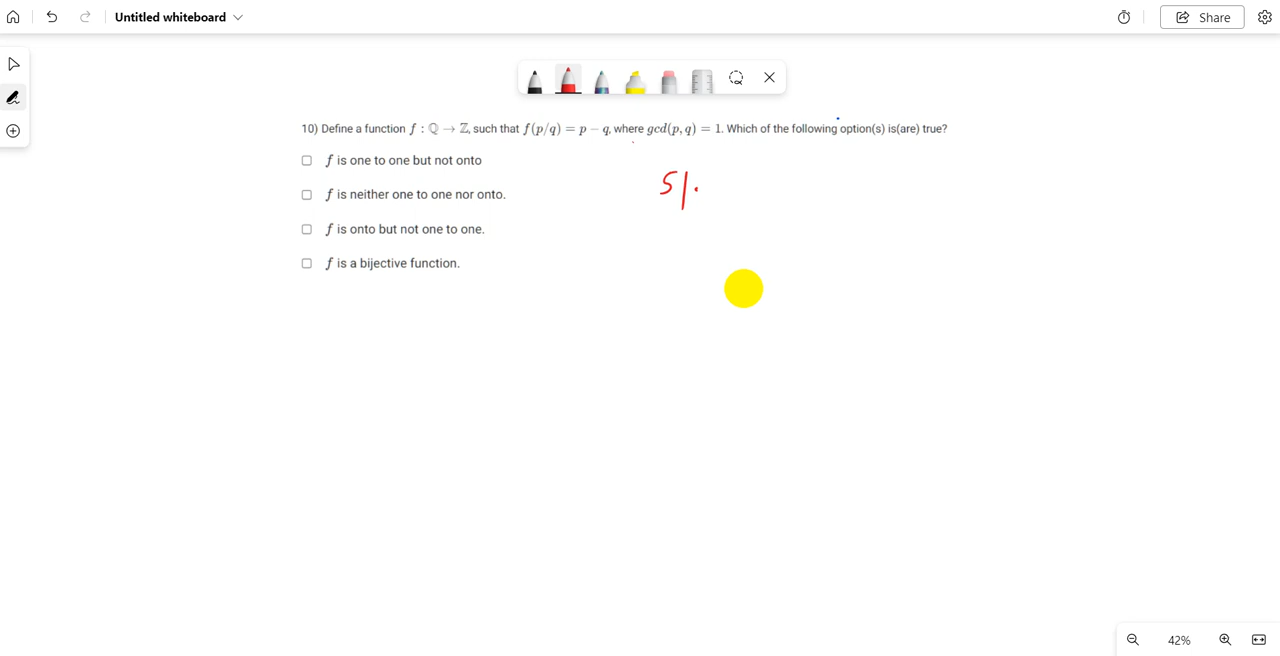 Untitled whiteboard
Share
10) Define a function f : ℚ → ℤ, such that f(p/q) = p − q, where gcd(p, q) = 1. Which of the following option(s) is(are) true?
f is one to one but not onto
f is neither one to one nor onto.
5/.
f is onto but not one to one.
f is a bijective function.
42%